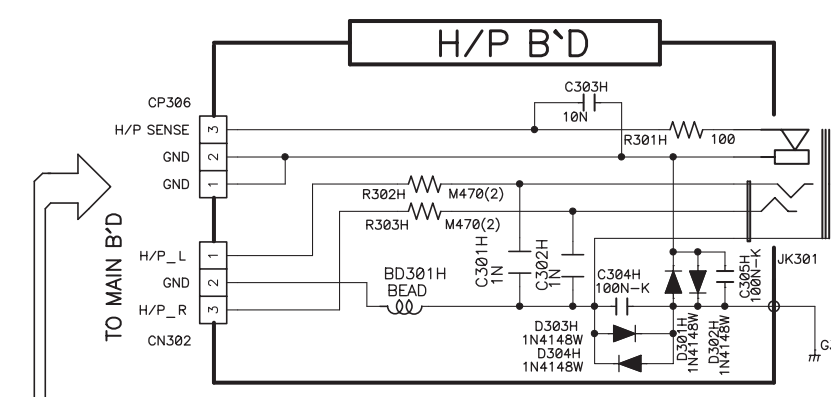 H/P B'D
C303H
10N
CP306
H/P SENSE
3
R301H
100
GND
2
GND
1
R302H
M470(2)
R303H
M470(2)
TO MAIN B'D
H/P_L
1
GND
2
H/P_R
3
CN302
BD301H
BEAD
C301H
1N
C302H
1N
C304H
100N-K
C305H
100N-K
JK301
D303H
1N4148W
D304H
1N4148W
D301H
1N4148W
D302H
1N4148W